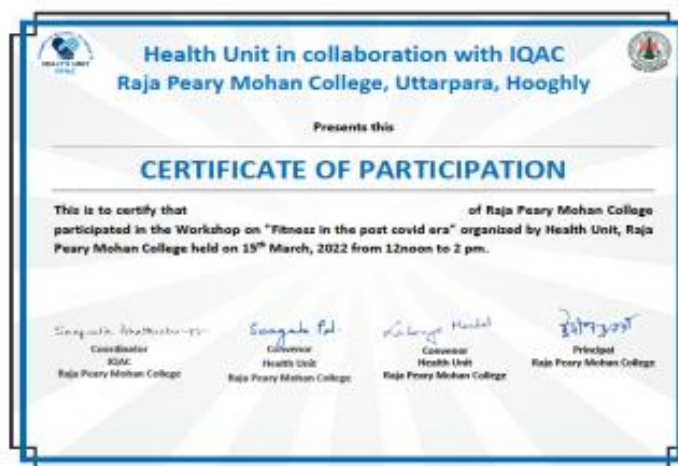 HEALTH UNIT
Health Unit in collaboration with IQAC
Raja Peary Mohan College, Uttarpara, Hooghly
Presents this
CERTIFICATE OF PARTICIPATION
This is to certify that of Raja Peary Mohan College
participated in the Workshop on "Fitness in the post covid era" organized by Health Unit, Raja
Peary Mohan College held on 15th March, 2022 from 12noon to 2 pm.
Coordinator
IQAC
Raja Peary Mohan College
Convenor
Health Unit
Raja Peary Mohan College
Convenor
Health Unit
Raja Peary Mohan College
Principal
Raja Peary Mohan College